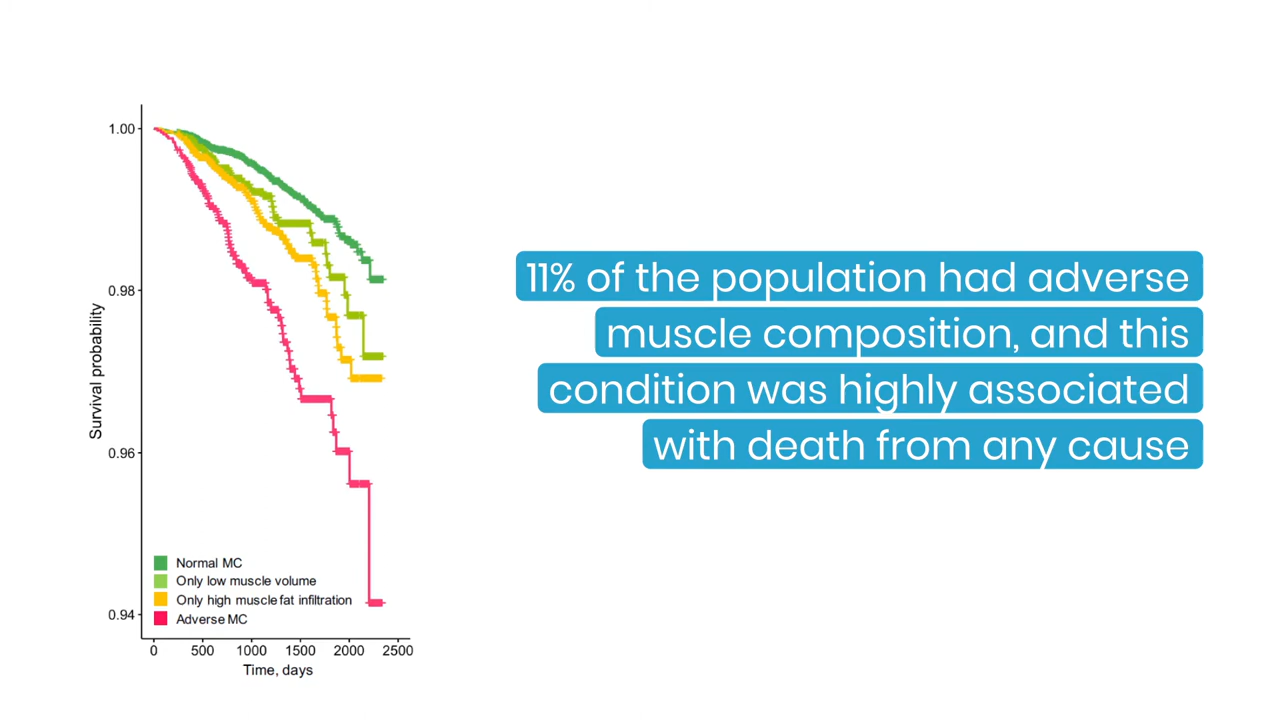 1.00
0.98
0.96
0.94
Survival probability
Normal MC
Only low muscle volume
Only high muscle fat infiltration
Adverse MC
0 500 1000 1500 2000 2500
Time, days
11% of the population had adverse
muscle composition, and this
condition was highly associated
with death from any cause